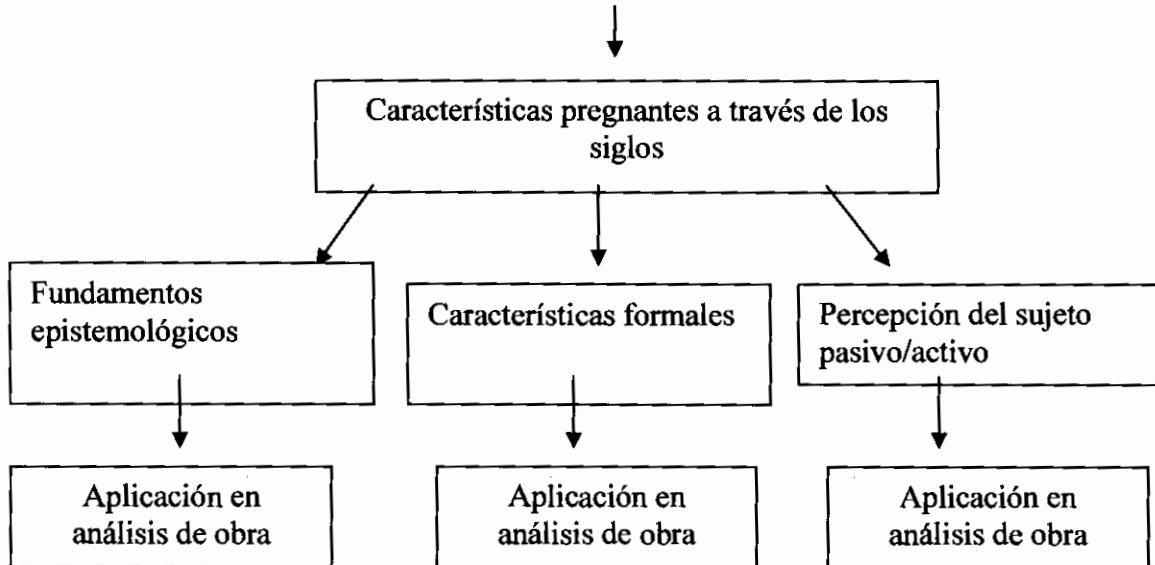 Características pregnantes a través de los
siglos
Fundamentos
epistemológicos
Características formales
Percepción del sujeto
pasivo/activo
Aplicación en
análisis de obra
Aplicación en
análisis de obra
Aplicación en
análisis de obra